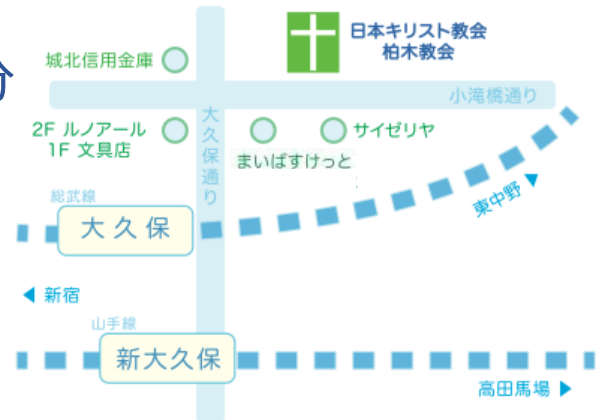 日本キリスト教会
柏木教会
城北信用金庫
分
小滝橋通り
大久保通り
2F ルノアール
1F 文具店
サイゼリヤ
まいばすけっと
総武線
大久保
東中野
新宿
山手線
新大久保
高田馬場